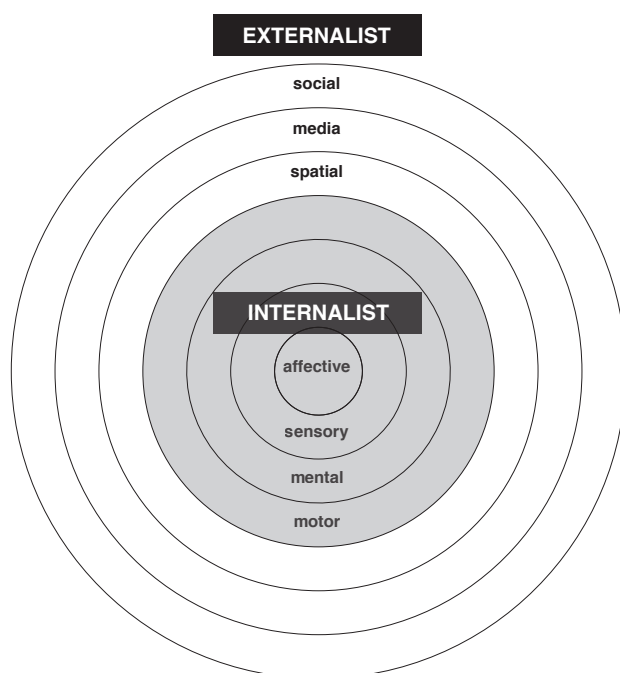 EXTERNALIST
social
media
spatial
INTERNALIST
affective
sensory
mental
motor